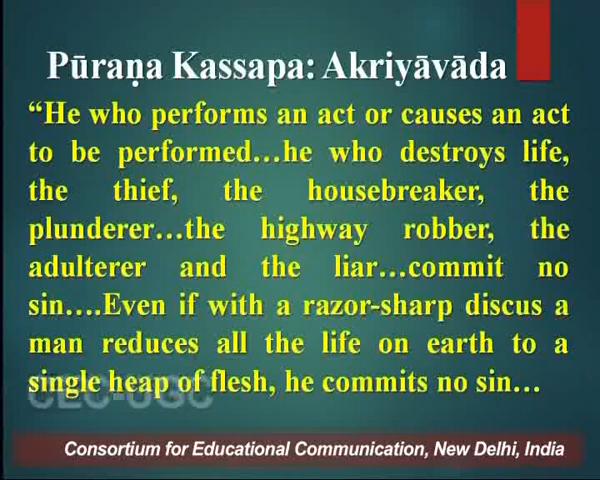 Pūraṇa Kassapa: Akriyāvāda
“He who performs an act or causes an act
to be performed…he who destroys life,
the thief, the housebreaker, the
plunderer…the highway robber, the
adulterer and the liar…commit no
sin….Even if with a razor-sharp discus a
man reduces all the life on earth to a
single heap of flesh, he commits no sin…
CEC-UGC
Consortium for Educational Communication, New Delhi, India